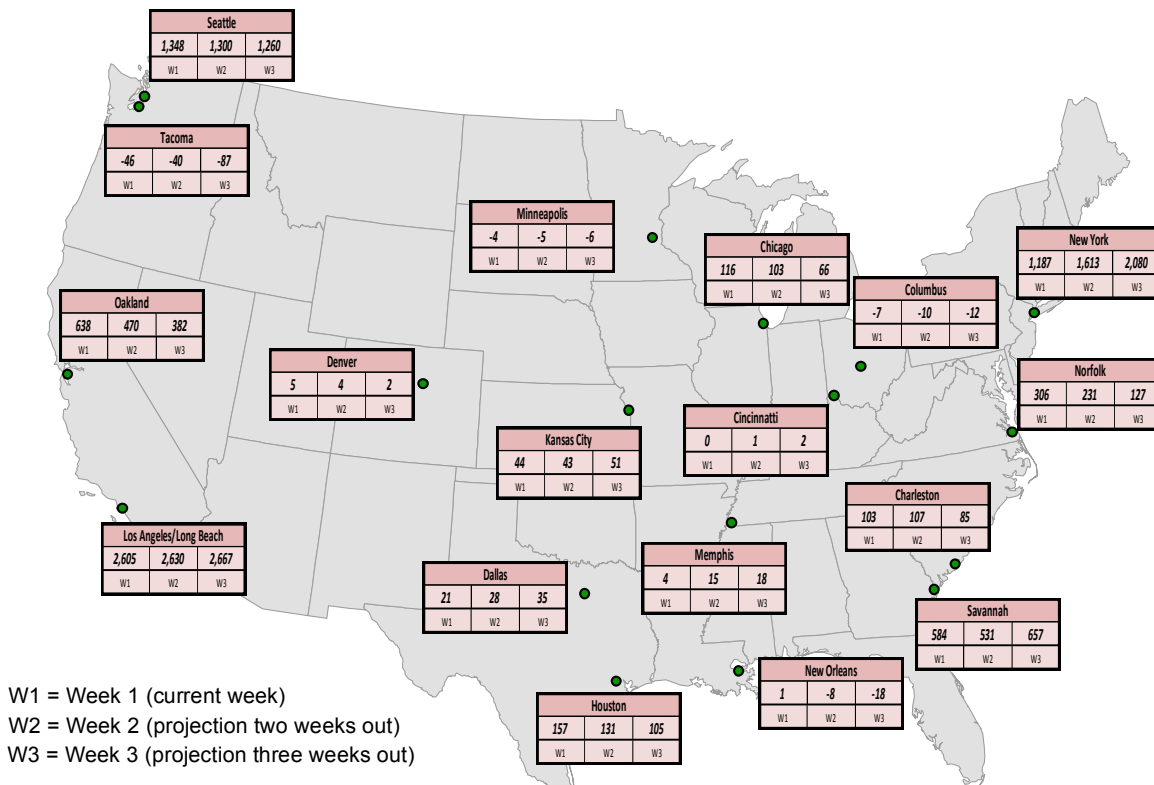 Seattle
1,348 1,300 1,260
W1 W2 W3
Tacoma
-46 -40 -87
W1 W2 W3
Minneapolis
-4 -5 -6
W1 W2 W3
Chicago
116 103 66
W1 W2 W3
New York
1,187 1,613 2,080
W1 W2 W3
Columbus
-7 -10 -12
W1 W2 W3
Oakland
638 470 382
W1 W2 W3
Denver
5 4 2
W1 W2 W3
Norfolk
306 231 127
W1 W2 W3
Cincinnatti
0 1 2
W1 W2 W3
Kansas City
44 43 51
W1 W2 W3
Charleston
103 107 85
W1 W2 W3
Los Angeles/Long Beach
2,605 2,630 2,667
W1 W2 W3
Memphis
4 15 18
W1 W2 W3
Dallas
21 28 35
W1 W2 W3
Savannah
584 531 657
W1 W2 W3
New Orleans
1 -8 -18
W1 W2 W3
Houston
157 131 105
W1 W2 W3
W1 = Week 1 (current week)
W2 = Week 2 (projection two weeks out)
W3 = Week 3 (projection three weeks out)